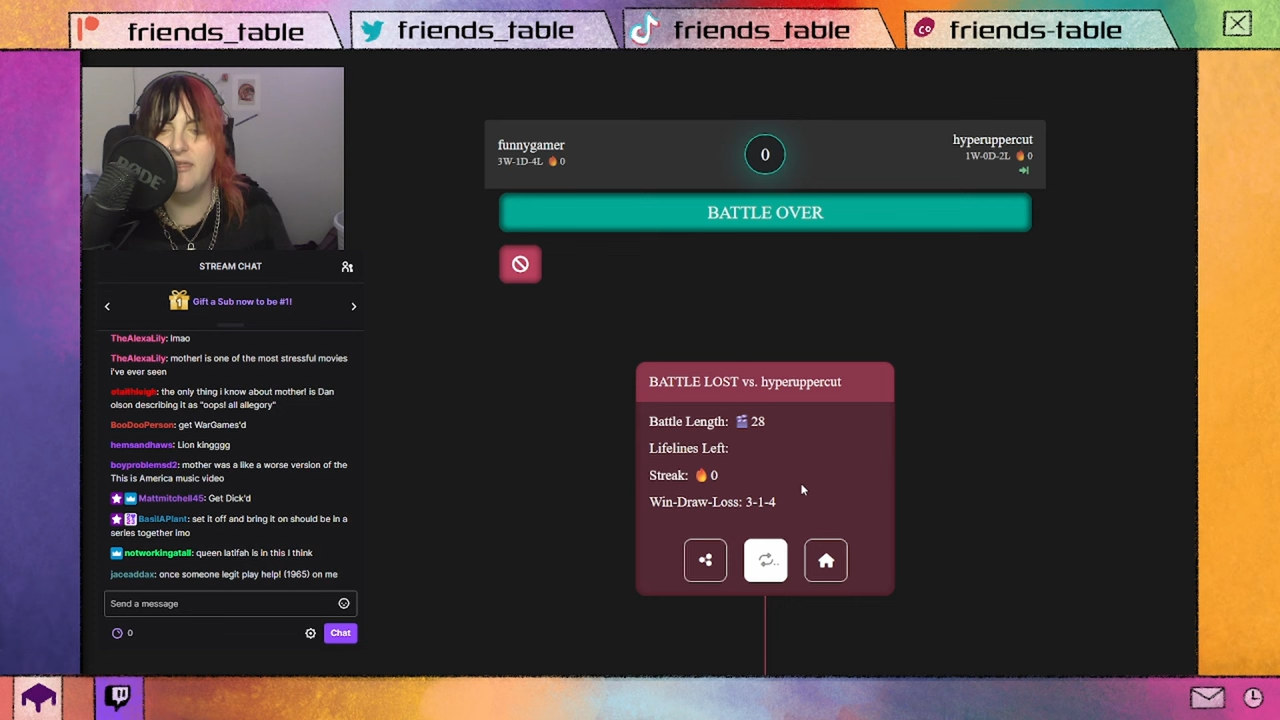 friends_table
friends_table
friends_table
friends-table
RØDE
STREAM CHAT
1
Gift a Sub now to be #1!
TheAlexaLily: lmao
TheAlexaLily: mother! is one of the most stressful movies
i've ever seen
the only thing i know about mother! is Dan
olson describing it as "oops! all allegory"
BooDooPerson: get WarGames'd
hemsandhaws: Lion kingggg
boyproblemsd2: mother was a like a worse version of the
This is America music video
Mattmitchell45: Get Dick'd
BasilAPlant: set it off and bring it on should be in a
series together imo
notworkingatall: queen latifah is in this I think
jaceaddax: once someone legit play help! (1965) on me
Send a message
0
Chat
funnygamer
3W-1D-4L 0
0
hyperuppercut
1W-0D-2L 0
BATTLE OVER
BATTLE LOST vs. hyperuppercut
Battle Length: 28
Lifelines Left:
Streak: 0
Win-Draw-Loss: 3-1-4